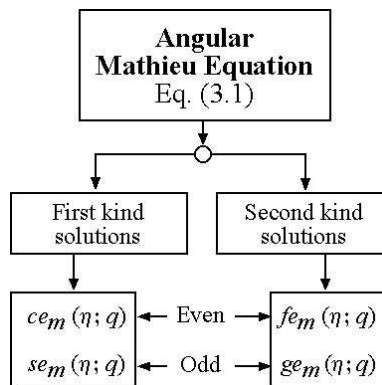 Angular
Mathieu Equation
Eq. (3.1)
First kind
solutions
Second kind
solutions
ce_m (η; q)
Even
fe_m (η; q)
se_m (η; q)
Odd
ge_m (η; q)